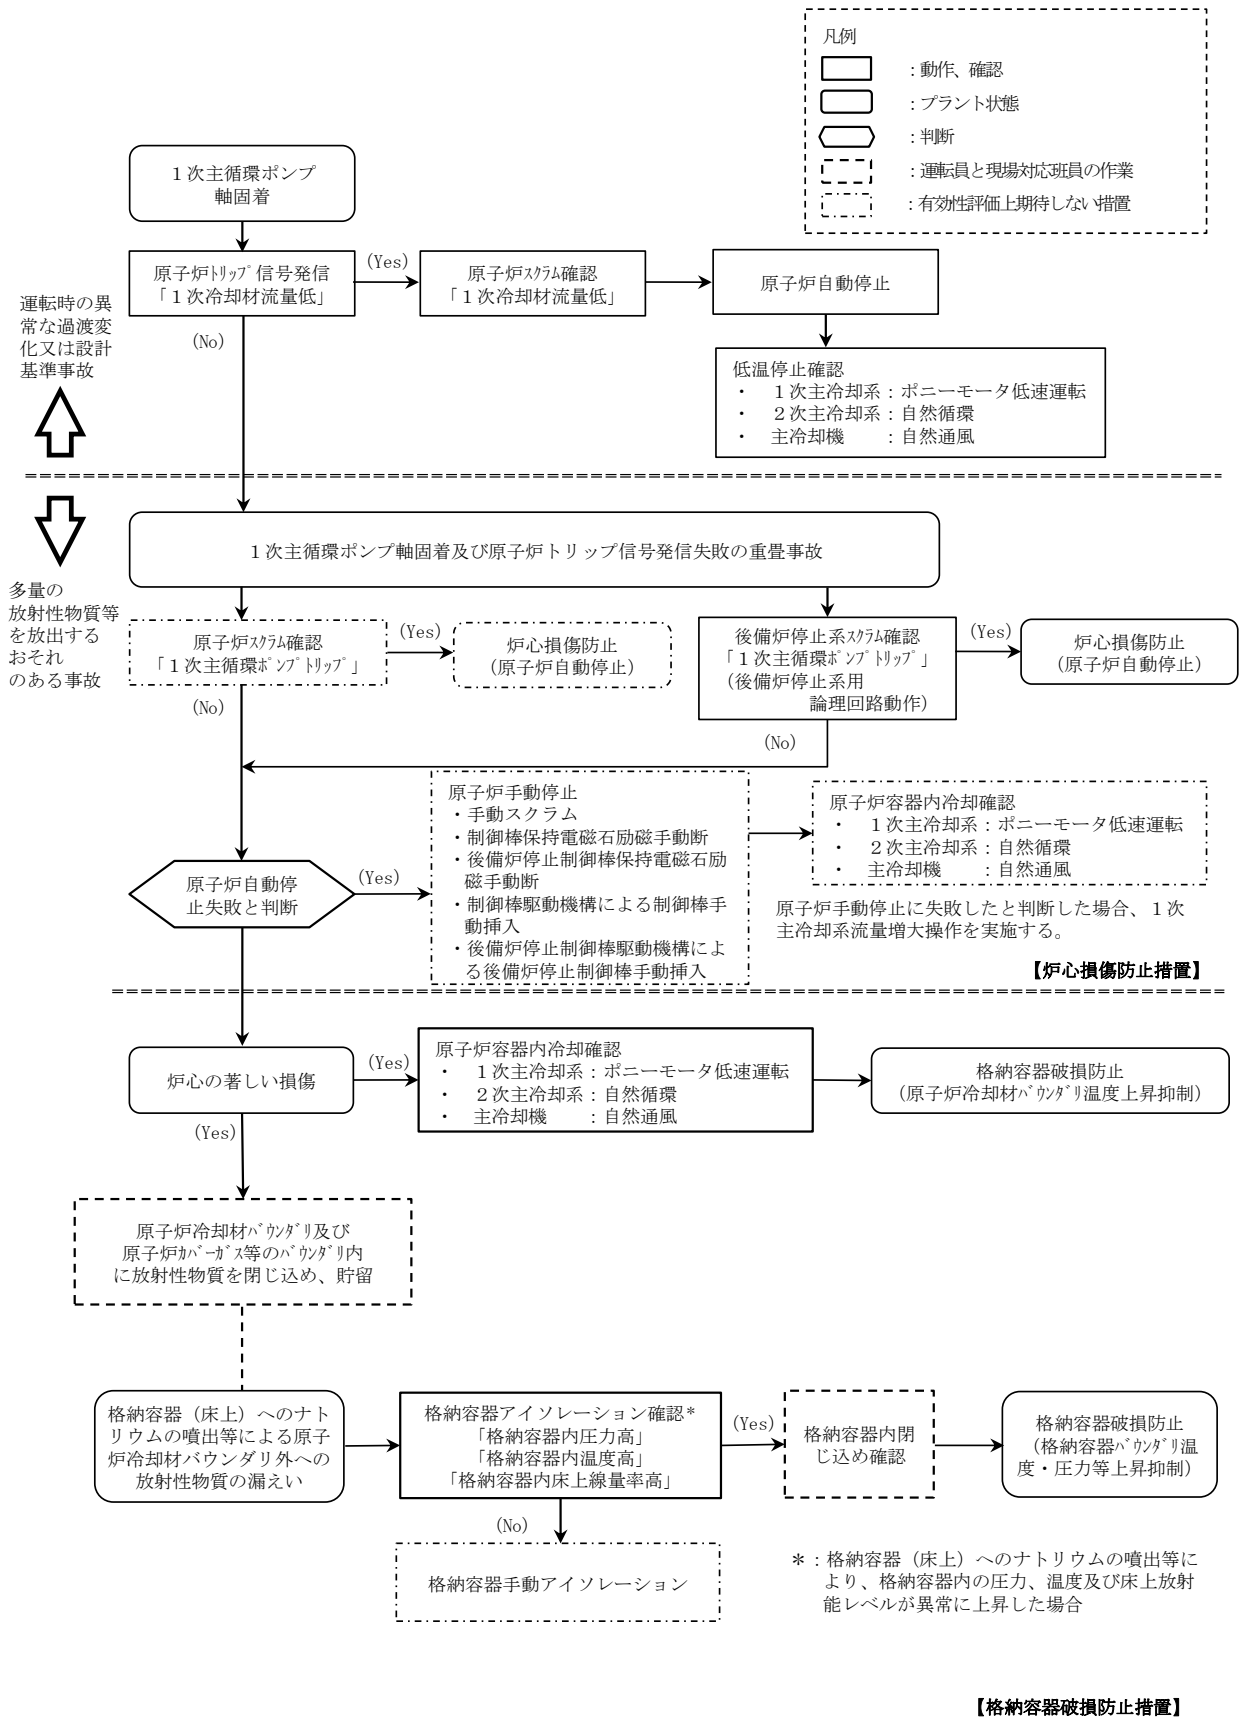 凡例
：動作、確認
：プラント状態
：判断
：運転員と現場対応班員の作業
：有効性評価上期待しない措置
１次主循環ポンプ
軸固着
原子炉ﾄﾘｯﾌﾟ信号発信
「１次冷却材流量低」
(Yes)
原子炉ｽｸﾗﾑ確認
「１次冷却材流量低」
原子炉自動停止
(No)
運転時の異
常な過渡変
化又は設計
基準事故
低温停止確認
・　１次主冷却系：ポニーモータ低速運転
・　２次主冷却系：自然循環
・　主冷却機　　：自然通風
１次主循環ポンプ軸固着及び原子炉トリップ信号発信失敗の重畳事故
多量の
放射性物質等
を放出する
おそれ
のある事故
原子炉ｽｸﾗﾑ確認
「１次主循環ﾎﾟﾝﾌﾟﾄﾘｯﾌﾟ」
(Yes)
炉心損傷防止
（原子炉自動停止）
後備炉停止系ｽｸﾗﾑ確認
「１次主循環ﾎﾟﾝﾌﾟﾄﾘｯﾌﾟ」
（後備炉停止系用
論理回路動作）
(Yes)
炉心損傷防止
（原子炉自動停止）
(No)
(No)
原子炉自動停
止失敗と判断
(Yes)
原子炉手動停止
・手動スクラム
・制御棒保持電磁石励磁手動断
・後備炉停止制御棒保持電磁石励
磁手動断
・制御棒駆動機構による制御棒手
動挿入
・後備炉停止制御棒駆動機構によ
る後備炉停止制御棒手動挿入
原子炉容器内冷却確認
・　１次主冷却系：ポニーモータ低速運転
・　２次主冷却系：自然循環
・　主冷却機　　：自然通風
原子炉手動停止に失敗したと判断した場合、１次
主冷却系流量増大操作を実施する。
【炉心損傷防止措置】
炉心の著しい損傷
(Yes)
原子炉容器内冷却確認
・　１次主冷却系：ポニーモータ低速運転
・　２次主冷却系：自然循環
・　主冷却機　　：自然通風
格納容器破損防止
（原子炉冷却材ﾊﾞｳﾝﾀﾞﾘ温度上昇抑制）
(Yes)
原子炉冷却材ﾊﾞｳﾝﾀﾞﾘ及び
原子炉ｶﾊﾞｰｶﾞｽ等のﾊﾞｳﾝﾀﾞﾘ内
に放射性物質を閉じ込め、貯留
格納容器（床上）へのナト
リウムの噴出等による原子
炉冷却材バウンダリ外への
放射性物質の漏えい
格納容器アイソレーション確認＊
「格納容器内圧力高」
「格納容器内温度高」
「格納容器内床上線量率高」
(Yes)
格納容器内閉
じ込め確認
格納容器破損防止
（格納容器ﾊﾞｳﾝﾀﾞﾘ温
度・圧力等上昇抑制）
(No)
格納容器手動アイソレーション
＊：格納容器（床上）へのナトリウムの噴出等に
より、格納容器内の圧力、温度及び床上放射
能レベルが異常に上昇した場合
【格納容器破損防止措置】